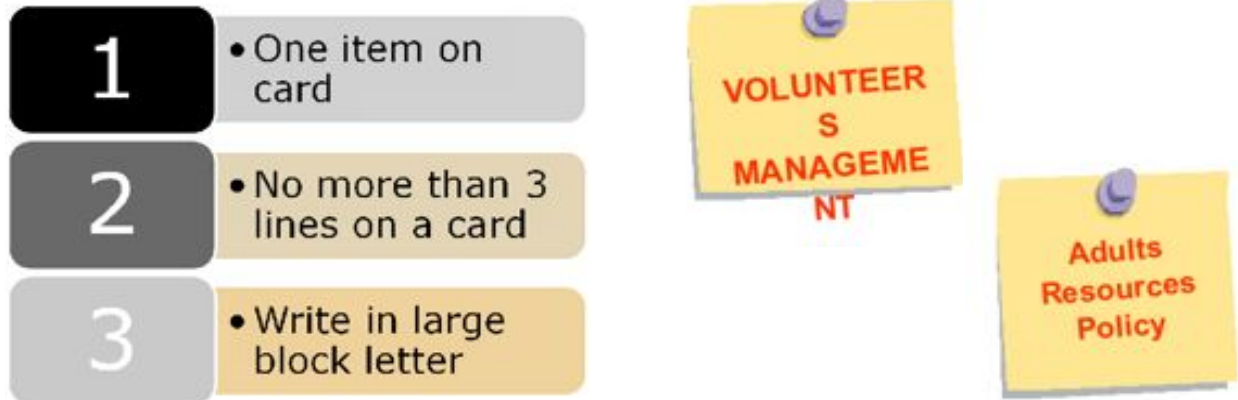 1
• One item on
card
2
• No more than 3
lines on a card
3
• Write in large
block letter
VOLUNTEER
S
MANAGEME
NT
Adults
Resources
Policy